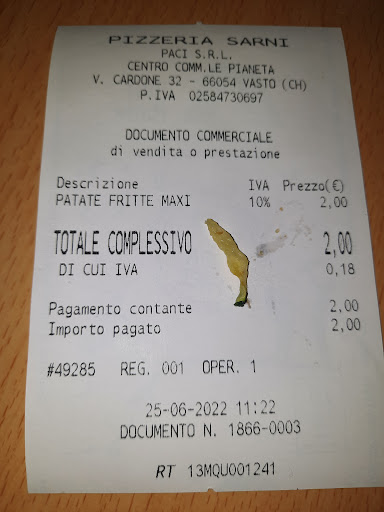 PIZZERIA SARNI
PACI S.R.L.
CENTRO COMM.LE PIANETA
V. CARDONE 32 - 66054 VASTO (CH)
P.IVA 02584730697
DOCUMENTO COMMERCIALE
di vendita o prestazione
Descrizione IVA Prezzo(€)
PATATE FRITTE MAXI 10% 2,00
TOTALE COMPLESSIVO 2,00
DI CUI IVA 0,18
Pagamento contante 2,00
Importo pagato 2,00
#49285 REG. 001 OPER. 1
25-06-2022 11:22
DOCUMENTO N. 1866-0003
RT 13MQU001241